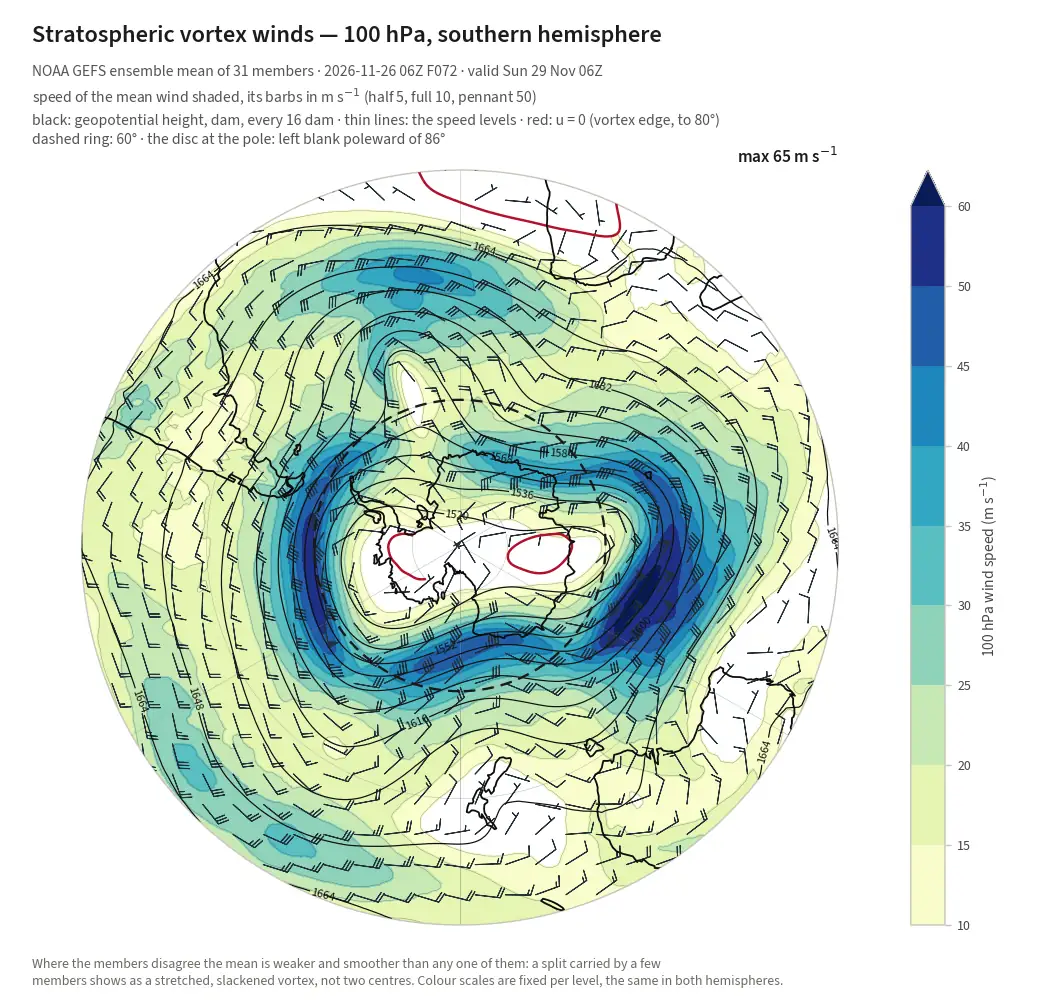 Stratospheric vortex winds — 100 hPa, southern hemisphere
NOAA GEFS ensemble mean of 31 members · 2026-11-26 06Z F072 · valid Sun 29 Nov 06Z
speed of the mean wind shaded, its barbs in m s⁻¹ (half 5, full 10, pennant 50)
black: geopotential height, dam, every 16 dam · thin lines: the speed levels · red: u = 0 (vortex edge, to 80°)
dashed ring: 60° · the disc at the pole: left blank poleward of 86°
max 65 m s⁻¹
1664
1664
1632
1568
1584
1536
1520
1664
1600
1552
1616
1648
1664
1664
1664
60
50
45
40
35
30
25
20
15
10
100 hPa wind speed (m s⁻¹)
Where the members disagree the mean is weaker and smoother than any one of them: a split carried by a few
members shows as a stretched, slackened vortex, not two centres. Colour scales are fixed per level, the same in both hemispheres.